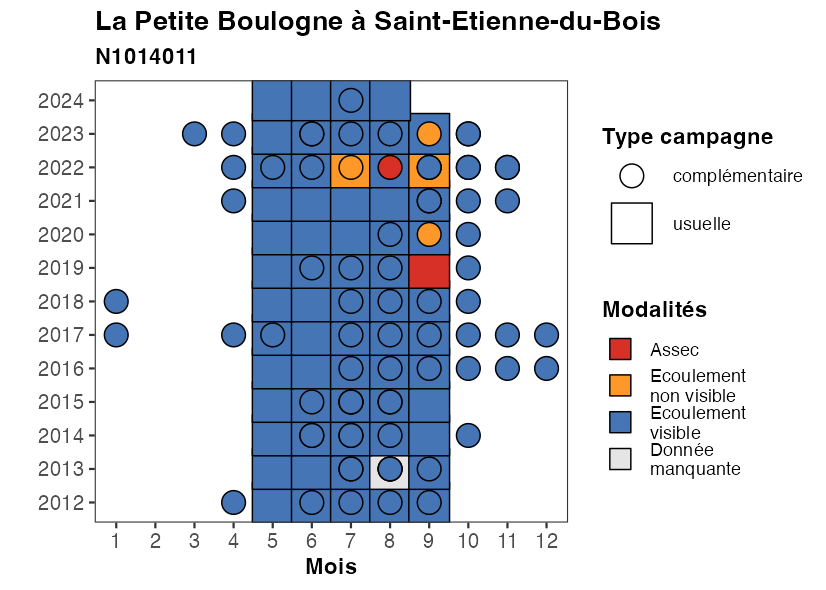 La Petite Boulogne à Saint-Etienne-du-Bois
N1014011
2024
2023
2022
2021
2020
2019
2018
2017
2016
2015
2014
2013
2012
1 2 3 4 5 6 7 8 9 10 11 12
Mois
Type campagne
complémentaire
usuelle
Modalités
Assec
Ecoulement
non visible
Ecoulement
visible
Donnée
manquante